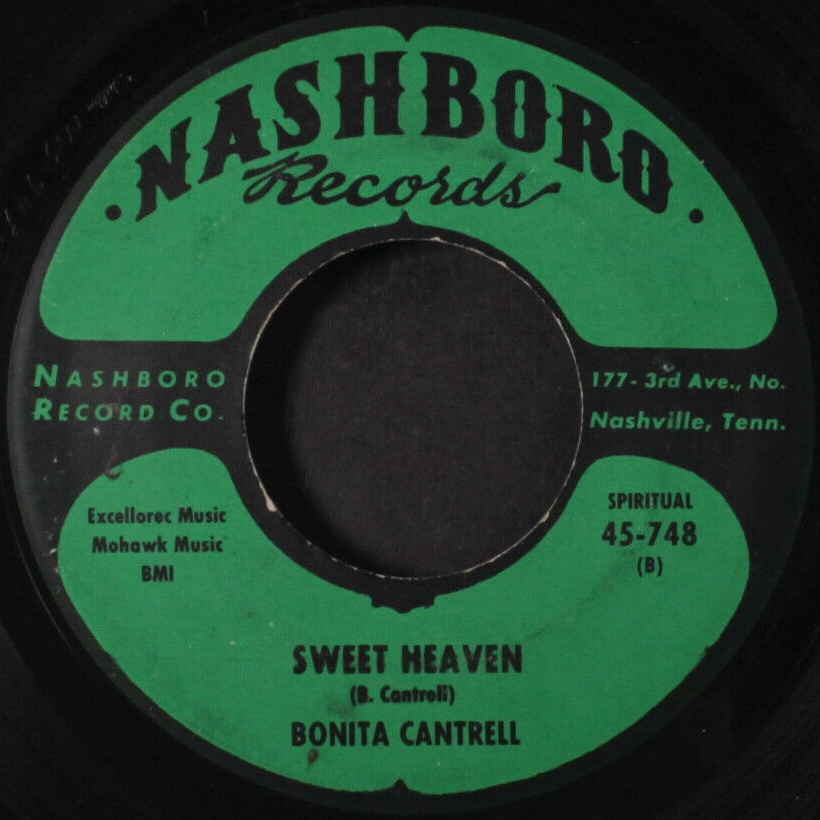 NASHBORO
Records
NASHBORO
RECORD CO.
177- 3rd Ave., No.
Nashville, Tenn.
Excellorec Music
Mohawk Music
BMI
SPIRITUAL
45-748
(B)
SWEET HEAVEN
(B. Cantrell)
BONITA CANTRELL